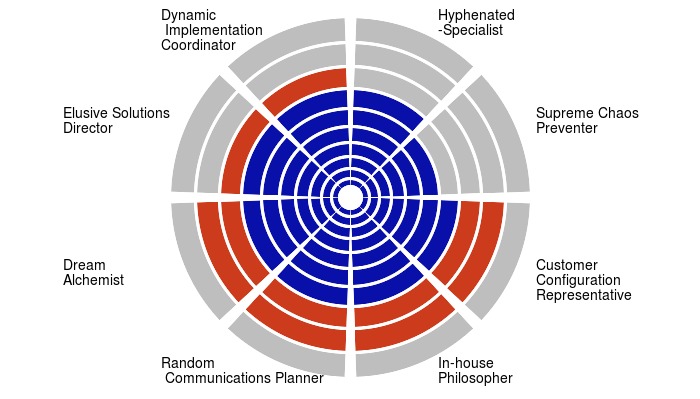 Dynamic
Implementation
Coordinator
Hyphenated
-Specialist
Elusive Solutions
Director
Supreme Chaos
Preventer
Dream
Alchemist
Customer
Configuration
Representative
Random
Communications Planner
In-house
Philosopher